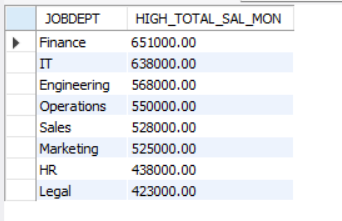 JOBDEPT HIGH_TOTAL_SAL_MON
Finance 651000.00
IT 638000.00
Engineering 568000.00
Operations 550000.00
Sales 528000.00
Marketing 525000.00
HR 438000.00
Legal 423000.00